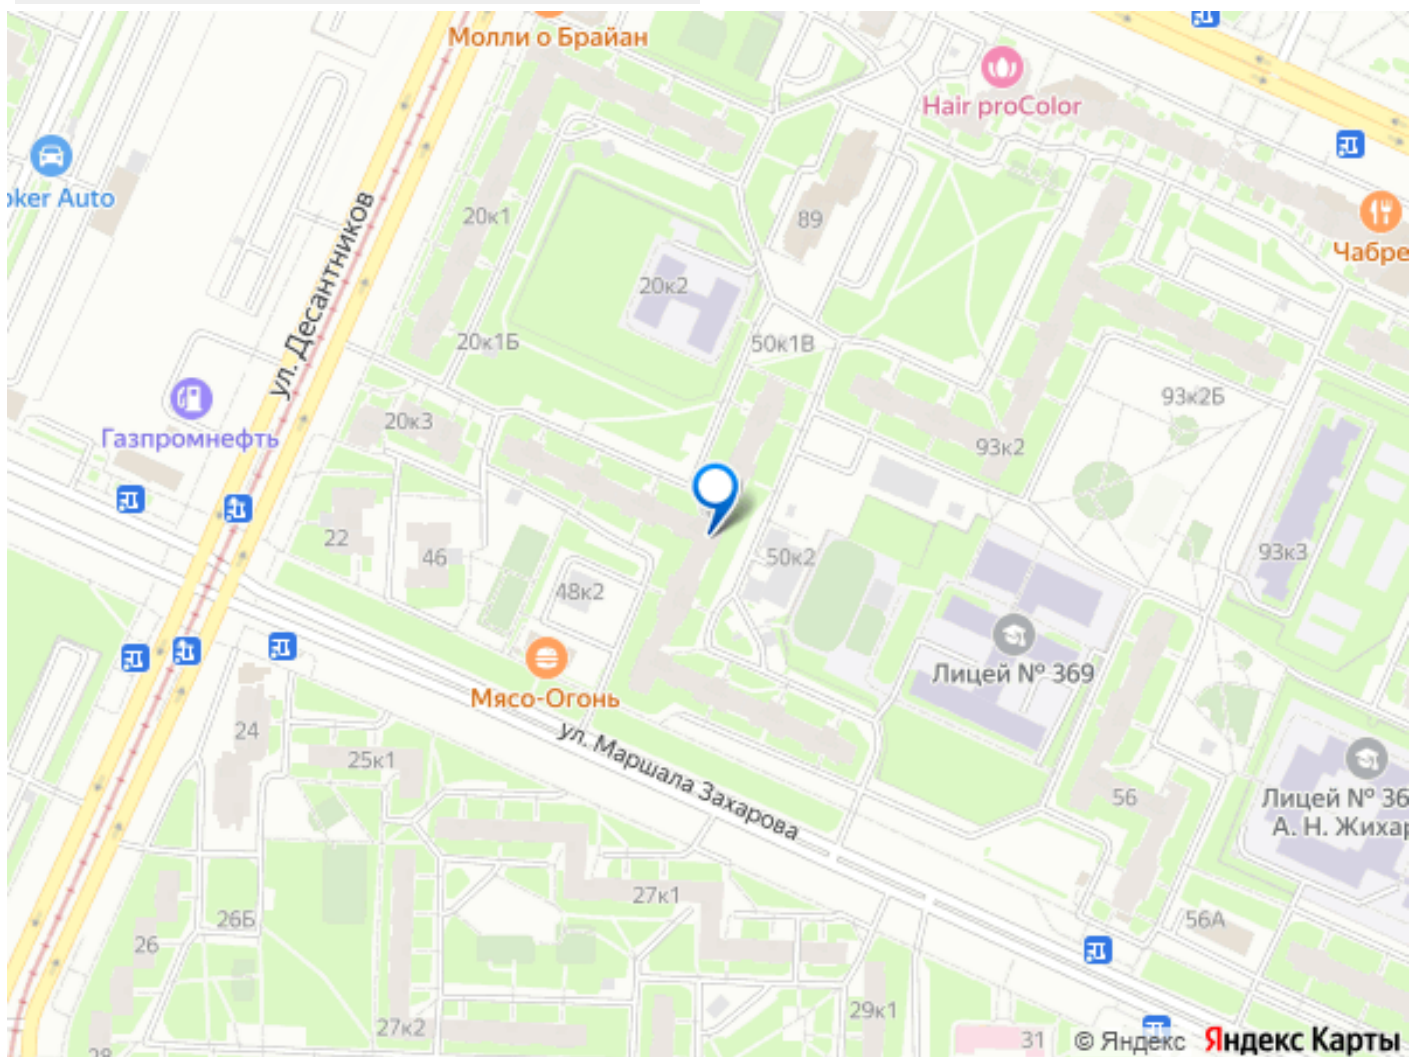 Молли о Брайан
Hair proColor
oker Auto
ул. Десантников
20к1
89
Чабре
20к2
20к1Б
50к1В
93к2Б
20к3
Газпромнефть
93к2
22
46
50к2
93к3
48к2
Лицей № 369
Мясо-Огонь
24
ул. Маршала Захарова
25к1
56
Лицей № 36
А. Н. Жихар
27к1
26Б
56А
26
29к1
27к2
31
28
© Яндекс Яндекс Карты